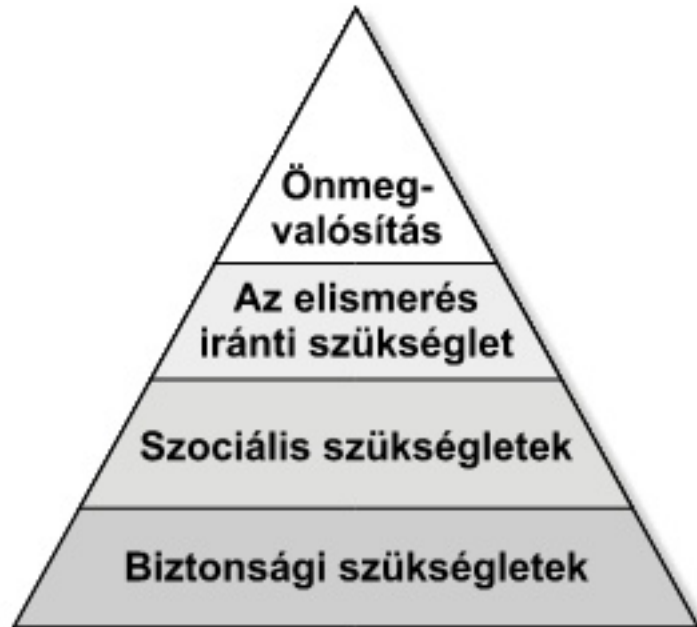 Önmeg-
valósítás
Az elismerés
iránti szükséglet
Szociális szükségletek
Biztonsági szükségletek